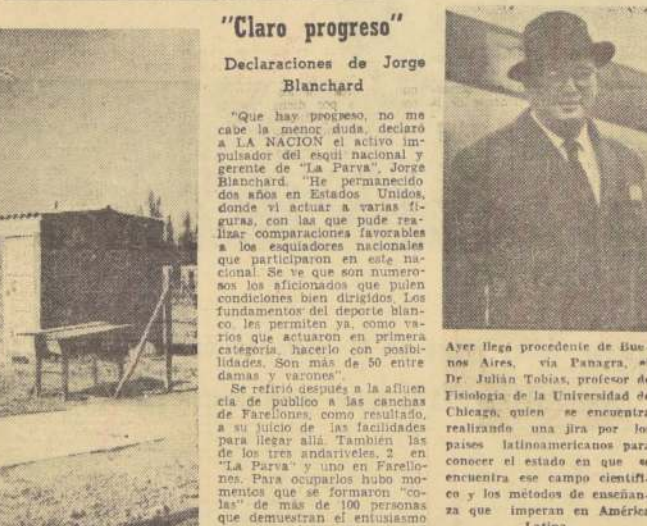 "Claro progreso"
Declaraciones de Jorge
Blanchard
"Que hay progreso, no me
cabe la menor duda, declaró
a LA NACION el activo im-
pulsador del esquí nacional y
gerente de "La Parva", Jorge
Blanchard. "He permanecido
dos años en Estados Unidos,
donde vi actuar a varias fi-
guras, con las que pude rea-
lizar comparaciones favorables
a los esquiadores nacionales
que participaron en este na-
cional. Se ve que son numero-
sos los aficionados que pulen
condiciones bien dirigidos. Los
fundamentos del deporte blan-
co, les permiten ya, como va-
rios que actuaron en primera
categoría, hacerlo con posibi-
lidades. Son más de 50 entre
damas y varones".
Se refirió después a la afluen
cia de público a las canchas
de Farellones, como resultado,
a su juicio de las facilidades
para llegar allá. También las
de los tres andariveles, 2 en
"La Parva" y uno en Farello-
nes. Para ocuparlos hubo mo-
mentos que se formaron "co-
las" de más de 100 personas
que demuestran el entusiasmo
Ayer llegó procedente de Bue-
nos Aires, vía Panagra, e
Dr. Julián Tobías, profesor de
Fisiología de la Universidad de
Chicago, quien se encuentra
realizando una jira por lo
países latinoamericanos para
conocer el estado en que s
encuentra ese campo científi-
co y los métodos de enseñan-
za que imperan en América
Latina